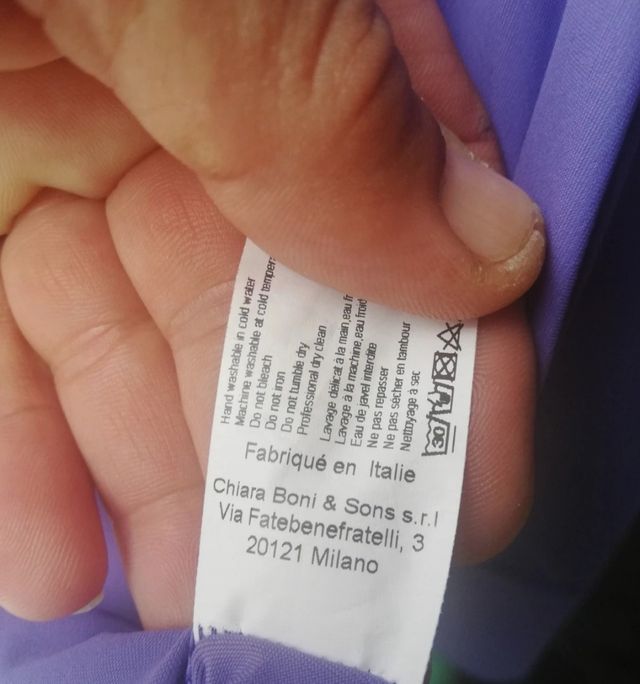 Hand washable in cold water
Machine washable at cold temper
Do not bleach
Do not iron
Do not tumble dry
Professional dry clean
Lavage délicat à la main,eau fr
Lavage à la machine,eau froid
Eau de javel interdite
Ne pas repasser
Ne pas sécher en tambour
Nettoyage à sec
30
Fabriqué en Italie
Chiara Boni & Sons s.r.l
Via Fatebenefratelli, 3
20121 Milano